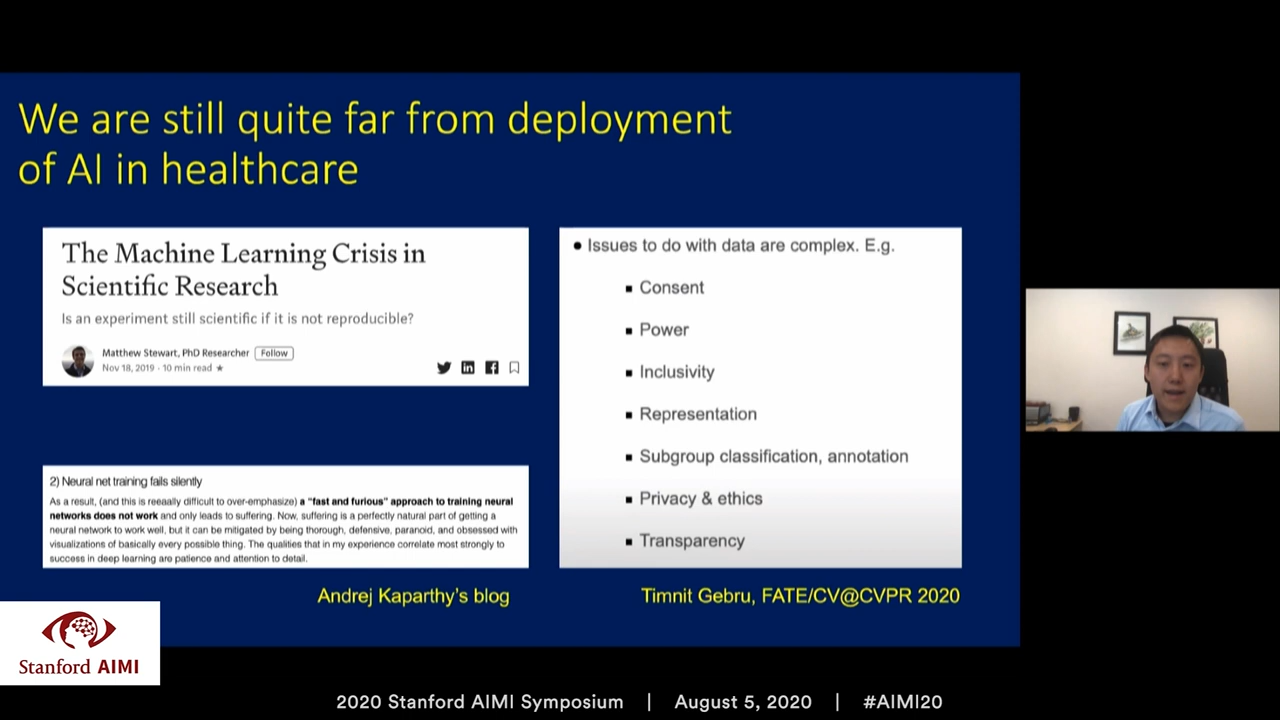 We are still quite far from deployment
of AI in healthcare
The Machine Learning Crisis in
Scientific Research
Is an experiment still scientific if it is not reproducible?
Matthew Stewart, PhD Researcher Follow
Nov 18, 2019 · 10 min read ★
2) Neural net training fails silently
As a result, (and this is reeally difficult to over-emphasize) a "fast and furious" approach to training neural
networks does not work and only leads to suffering. Now, suffering is a perfectly natural part of getting a
neural network to work well, but it can be mitigated by being thorough, defensive, paranoid, and obsessed with
visualizations of basically every possible thing. The qualities that in my experience correlate most strongly to
success in deep learning are patience and attention to detail.
Andrej Kaparthy's blog
● Issues to do with data are complex. E.g.
▪ Consent
▪ Power
▪ Inclusivity
▪ Representation
▪ Subgroup classification, annotation
▪ Privacy & ethics
▪ Transparency
Timnit Gebru, FATE/CV@CVPR 2020
Stanford AIMI
2020 Stanford AIMI Symposium | August 5, 2020 | #AIMI20